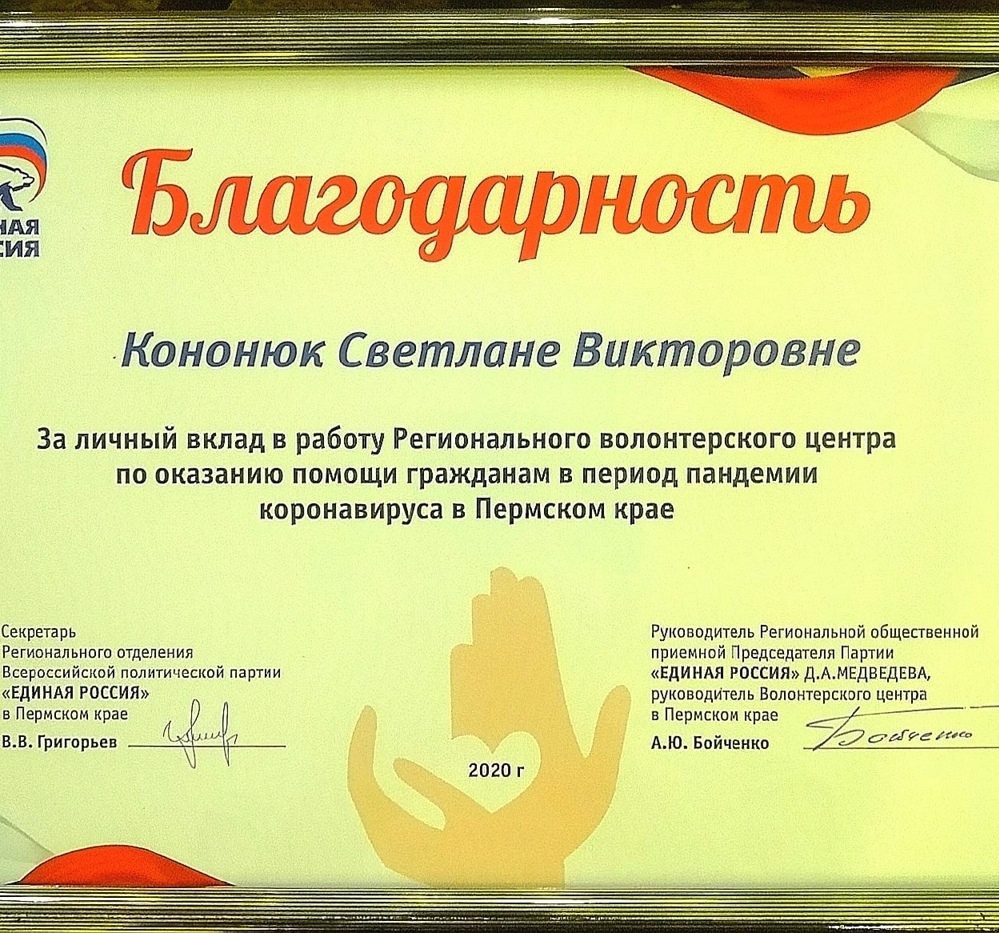 НАЯ
СИЯ
Благодарность
Кононюк Светлане Викторовне
За личный вклад в работу Регионального волонтерского центра
по оказанию помощи гражданам в период пандемии
коронавируса в Пермском крае
Секретарь
Регионального отделения
Всероссийской политической партии
«ЕДИНАЯ РОССИЯ»
в Пермском крае
В.В. Григорьев
2020 г
Руководитель Региональной общественной
приемной Председателя Партии
«ЕДИНАЯ РОССИЯ» Д.А.МЕДВЕДЕВА,
руководитель Волонтерского центра
в Пермском крае
А.Ю. Бойченко Бойченко